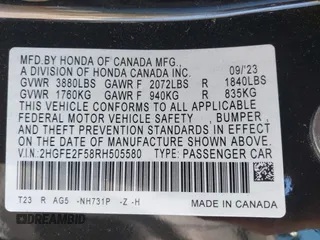 MFD.BY HONDA OF CANADA MFG.,
A DIVISION OF HONDA CANADA INC. 09/'23
GVWR 3880LBS GAWR F 2072LBS R 1840LBS
GVWR 1760KG GAWR F 940KG R 835KG
THIS VEHICLE CONFORMS TO ALL APPLICABLE
FEDERAL MOTOR VEHICLE SAFETY , BUMPER ,
AND THEFT PREVENTION STANDARDS IN EFFECT
ON THE DATE OF MANUFACTURE SHOWN ABOVE.
V.I.N:2HGFE2F58RH505580 TYPE:PASSENGER CAR
T23 R AG5 -NH731P -Z -H MADE IN CANADA
DREAMBID